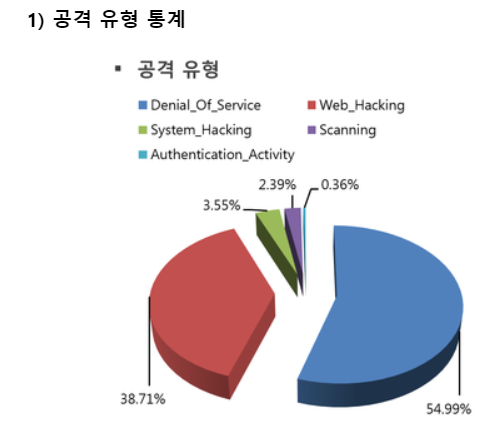 1) 공격 유형 통계
▪ 공격 유형
Denial_Of_Service Web_Hacking
System_Hacking Scanning
Authentication_Activity
2.39% 0.36%
3.55%
38.71%
54.99%